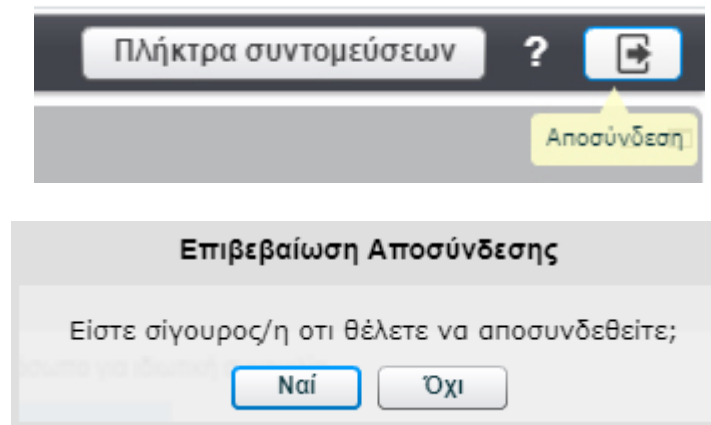 Πλήκτρα συντομεύσεων ?
Αποσύνδεση
Επιβεβαίωση Αποσύνδεσης
Είστε σίγουρος/η οτι θέλετε να αποσυνδεθείτε;
Ναί Όχι